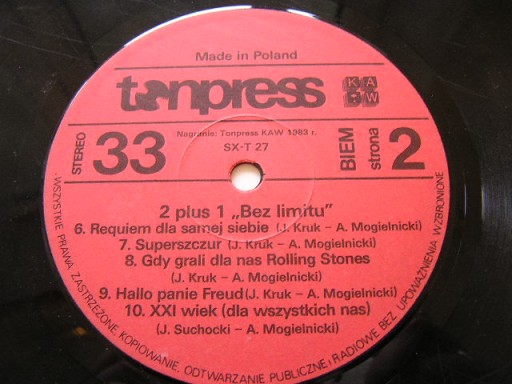 Made in Poland
tonpress
KAW
STEREO 33
Nagranie: Tonpress KAW 1983 r.
SX-T 27
BIEM strona 2
2 plus 1 „Bez limitu”
6. Requiem dla samej siebie (J. Kruk – A. Mogielnicki)
7. Superszczur (J. Kruk – A. Mogielnicki)
8. Gdy grali dla nas Rolling Stones
(J. Kruk – A. Mogielnicki)
9. Hallo panie Freud (J. Kruk – A. Mogielnicki)
10. XXI wiek (dla wszystkich nas)
(J. Suchocki – A. Mogielnicki)
WSZYSTKIE PRAWA ZASTRZEŻONE. KOPIOWANIE, ODTWARZANIE PUBLICZNE I RADIOWE BEZ UPOWAŻNIENIA WZBRONIONE